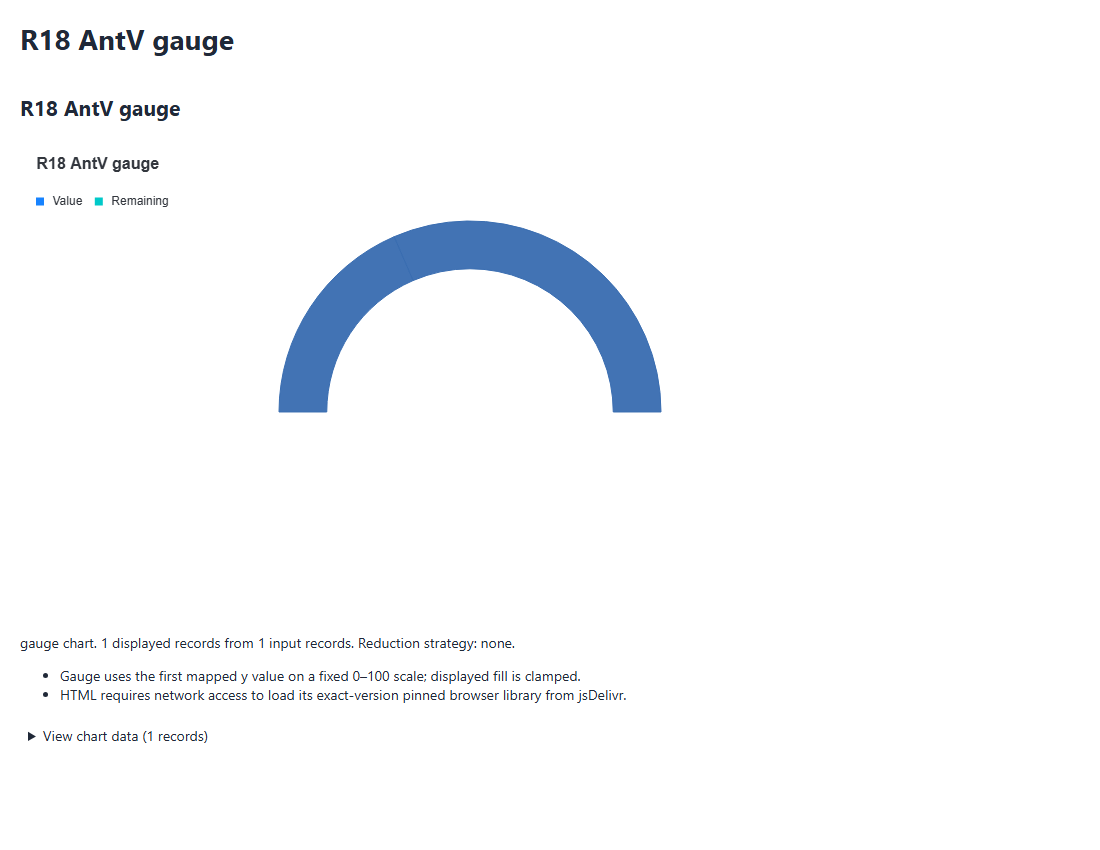 R18 AntV gauge
R18 AntV gauge
R18 AntV gauge
Value Remaining
gauge chart. 1 displayed records from 1 input records. Reduction strategy: none.
Gauge uses the first mapped y value on a fixed 0–100 scale; displayed fill is clamped.
HTML requires network access to load its exact-version pinned browser library from jsDelivr.
View chart data (1 records)